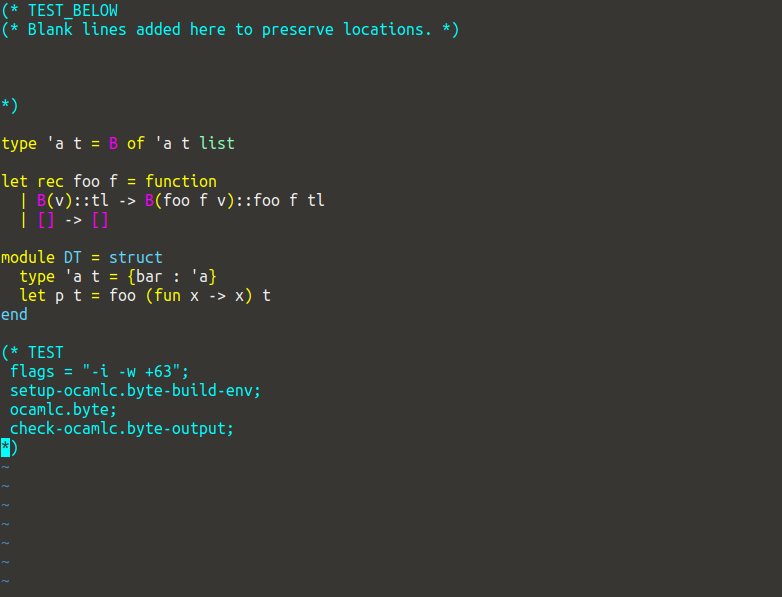 (* TEST_BELOW
(* Blank lines added here to preserve locations. *)
*)
type 'a t = B of 'a t list
let rec foo f = function
  | B(v)::tl -> B(foo f v)::foo f tl
  | [] -> []
module DT = struct
  type 'a t = {bar : 'a}
  let p t = foo (fun x -> x) t
end
(* TEST
 flags = "-i -w +63";
 setup-ocamlc.byte-build-env;
 ocamlc.byte;
 check-ocamlc.byte-output;
*)
~
~
~
~
~
~
~